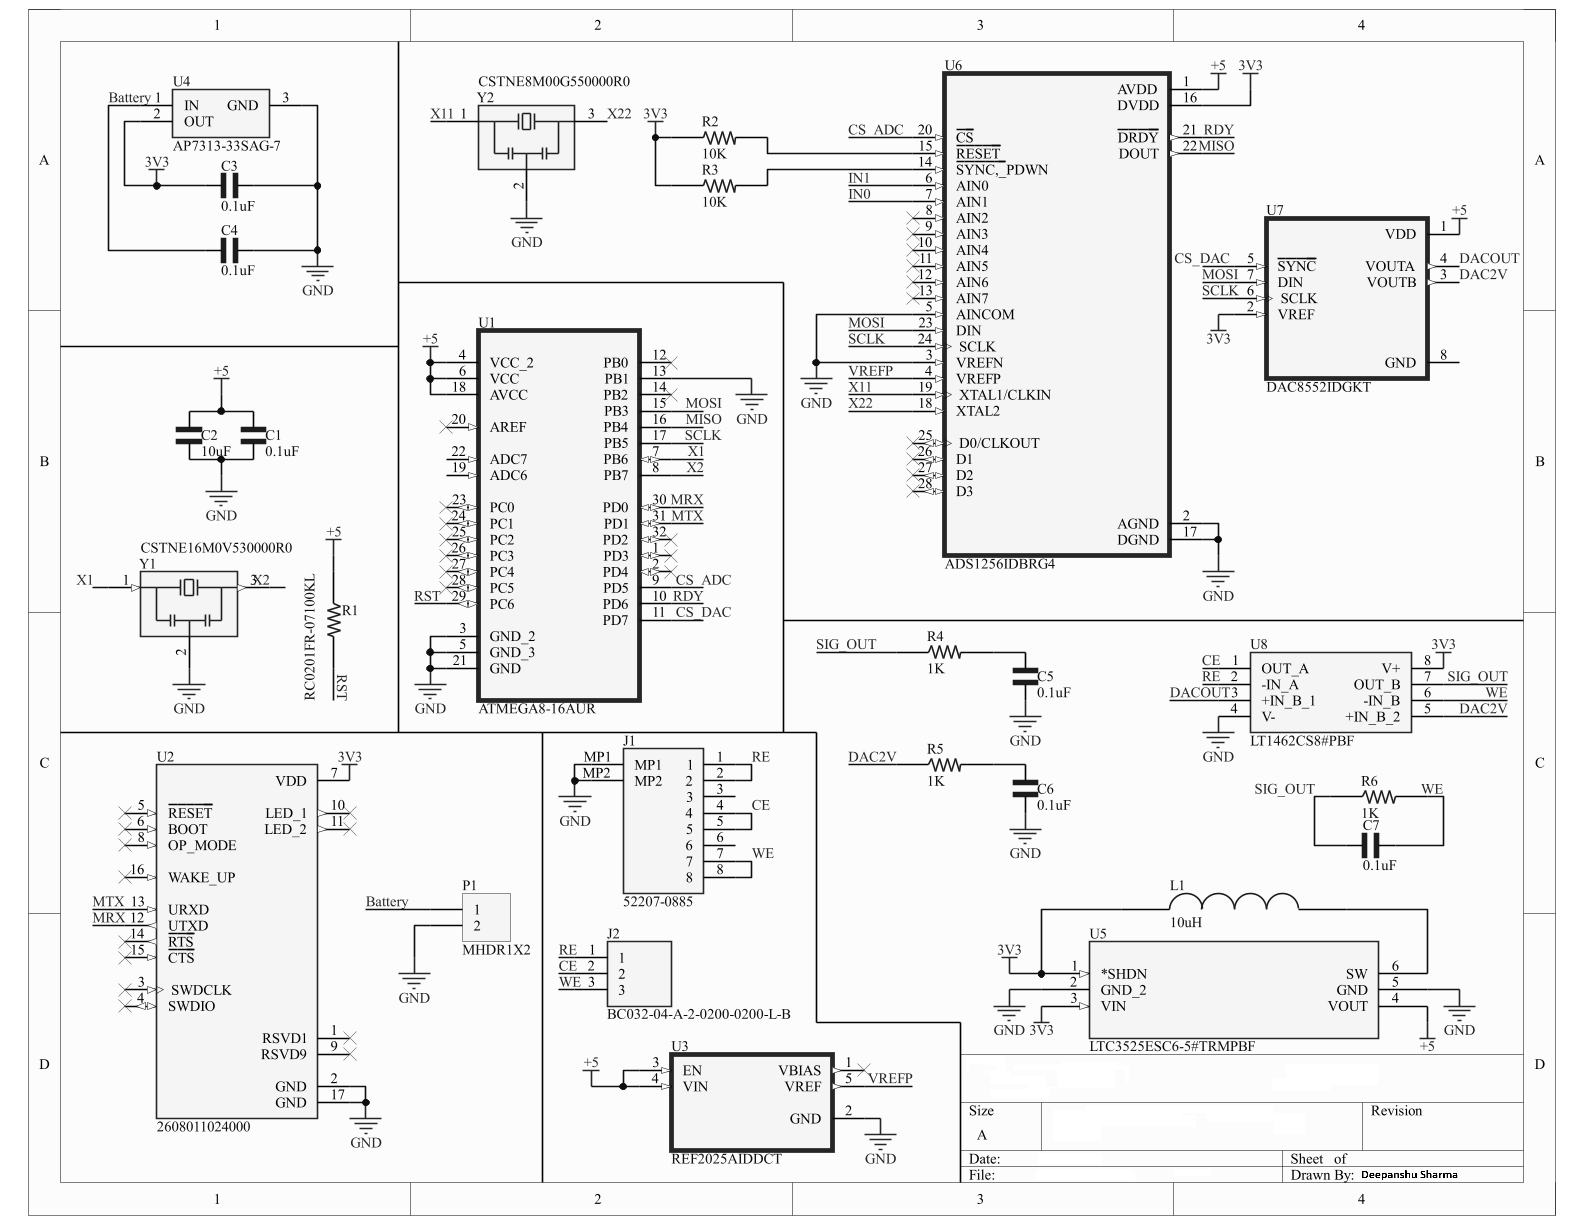 1 2 3 4
A
B
C
D
U4
Battery 1 IN GND 3
2 OUT
AP7313-33SAG-7
3V3
C3
0.1uF
C4
0.1uF
GND
CSTNE8M00G550000R0
Y2
X11 1 3 X22
2
GND
3V3
R2
10K
R3
10K
U6
AVDD 1 +5 3V3
DVDD 16
CS_ADC 20 CS DRDY 21 RDY
15 RESET DOUT 22 MISO
14 SYNC,_PDWN
IN1 6 AIN0
IN0 7 AIN1
8 AIN2
9 AIN3
10 AIN4
11 AIN5
12 AIN6
13 AIN7
5 AINCOM
MOSI 23 DIN
SCLK 24 SCLK
3 VREFN
VREFP 4 VREFP
X11 19 XTAL1/CLKIN
X22 18 XTAL2
GND
25 D0/CLKOUT
26 D1
27 D2
28 D3
AGND 2
DGND 17
ADS1256IDBRG4
GND
U7
VDD 1 +5
CS_DAC 5 SYNC VOUTA 4 DACOUT
MOSI 7 DIN VOUTB 3 DAC2V
SCLK 6 SCLK
2 VREF
3V3
GND 8
DAC8552IDGKT
+5
C2 C1
10uF 0.1uF
GND
CSTNE16M0V530000R0
Y1
X1 1 3 X2
2
GND
+5
R1
RC0201FR-07100KL
RST
U1
+5
4 VCC_2 PB0 12
6 VCC PB1 13
18 AVCC PB2 14
GND
PB3 15 MOSI
20 AREF PB4 16 MISO
PB5 17 SCLK
22 ADC7 PB6 7 X1
19 ADC6 PB7 8 X2
23 PC0 PD0 30 MRX
24 PC1 PD1 31 MTX
25 PC2 PD2 32
26 PC3 PD3 1
27 PC4 PD4 2
28 PC5 PD5 9 CS_ADC
RST 29 PC6 PD6 10 RDY
PD7 11 CS_DAC
3 GND_2
5 GND_3
21 GND
GND
ATMEGA8-16AUR
SIG_OUT R4
1K
C5
0.1uF
GND
DAC2V R5
1K
C6
0.1uF
GND
U8
3V3
CE 1 OUT_A V+ 8
RE 2 -IN_A OUT_B 7 SIG_OUT
DACOUT 3 +IN_B_1 -IN_B 6 WE
4 V- +IN_B_2 5 DAC2V
LT1462CS8#PBF
GND
SIG_OUT R6 WE
1K
C7
0.1uF
U2
VDD 7 3V3
5 RESET LED_1 10
6 BOOT LED_2 11
8 OP_MODE
16 WAKE_UP
MTX 13 URXD
MRX 12 UTXD
14 RTS
15 CTS
3 SWDCLK
4 SWDIO
RSVD1 1
RSVD9 9
GND 2
GND 17
2608011024000
GND
P1
Battery 1
2
MHDR1X2
GND
J1
MP1 MP1 1 1 RE
MP2 MP2 2 2
3 3
GND
4 4 CE
5 5
6 6
7 7 WE
8 8
52207-0885
J2
RE 1 1
CE 2 2
WE 3 3
BC032-04-A-2-0200-0200-L-B
U3
+5
3 EN VBIAS 1
4 VIN VREF 5 VREFP
GND 2
REF2025AIDDCT
GND
L1
10uH
U5
3V3
1 *SHDN SW 6
2 GND_2 GND 5
3 VIN VOUT 4
GND 3V3 GND
LTC3525ESC6-5#TRMPBF +5
Size
A
Revision
Date: Sheet of
File: Drawn By: Deepanshu Sharma
A
B
C
D
1 2 3 4